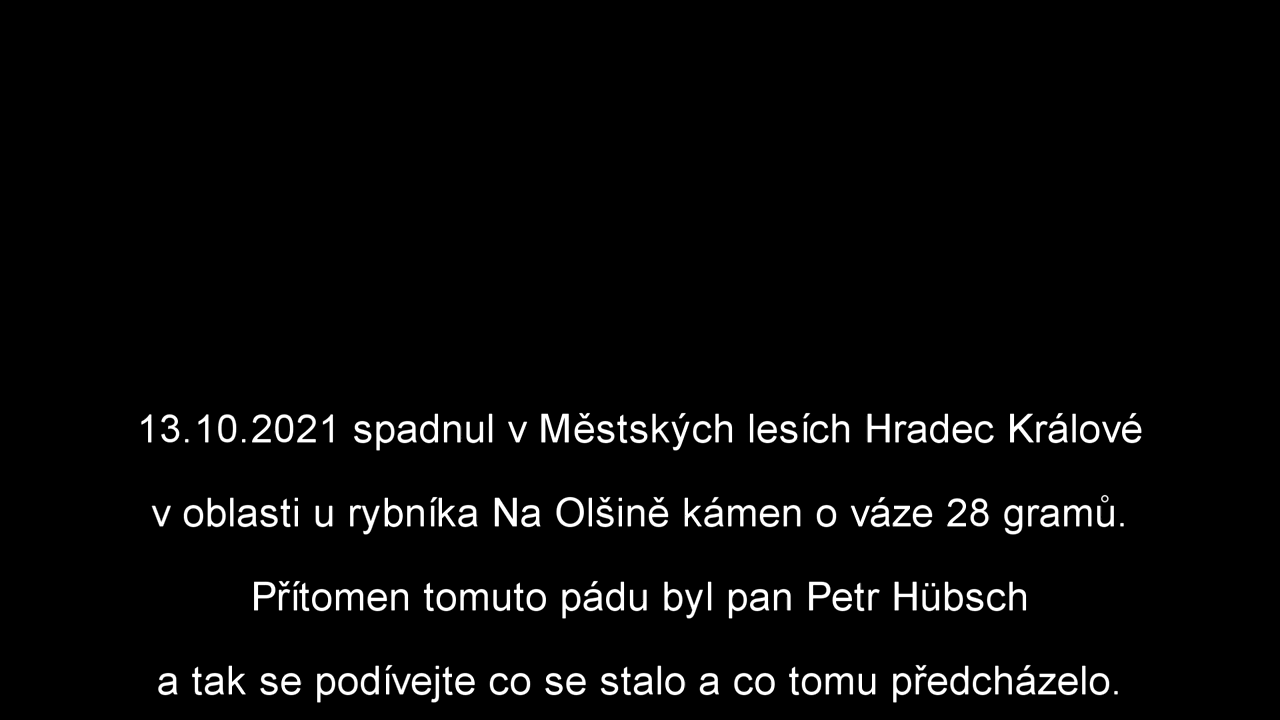 13.10.2021 spadnul v Městských lesích Hradec Králové
v oblasti u rybníka Na Olšině kámen o váze 28 gramů.
Přítomen tomuto pádu byl pan Petr Hübsch
a tak se podívejte co se stalo a co tomu předcházelo.